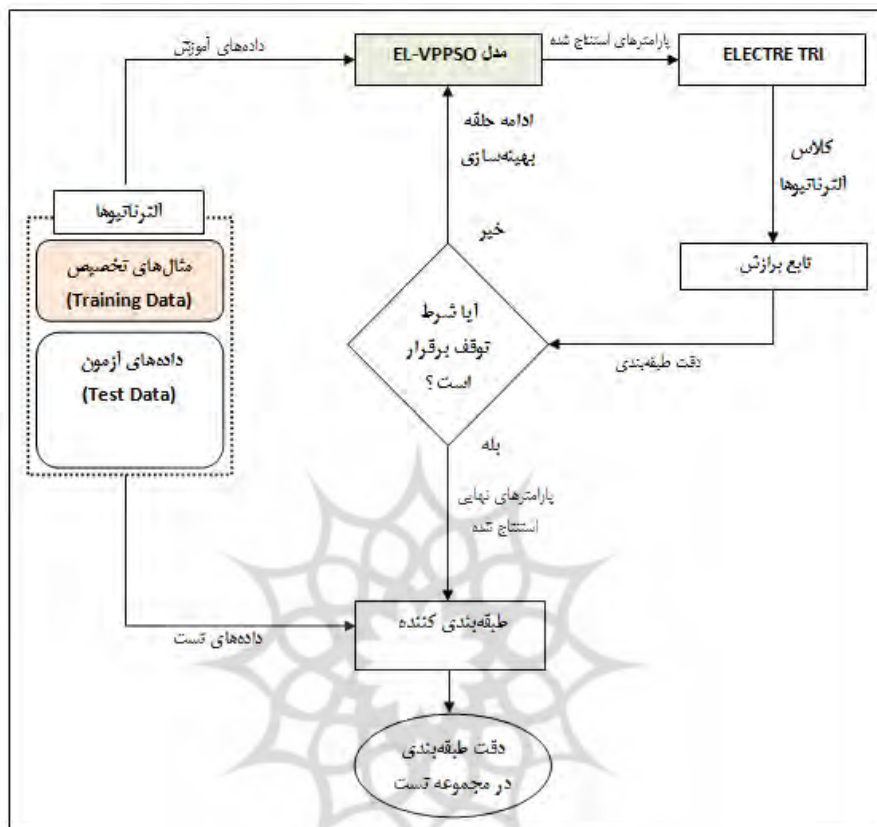 داده‌های آموزش
مدل EL-VPPSO
پارامترهای استنتاج شده
ELECTRE TRI
ادامه حلقه
بهینه‌سازی
کلاس
آلترناتیوها
آلترناتیوها
مثال‌های تخصیص
(Training Data)
داده‌های آزمون
(Test Data)
خیر
تابع برازش
آیا شرط
توقف برقرار
است؟
دقت طبقه‌بندی
بله
پارامترهای نهایی
استنتاج شده
داده‌های تست
طبقه‌بندی کننده
دقت طبقه‌بندی
در مجموعه تست